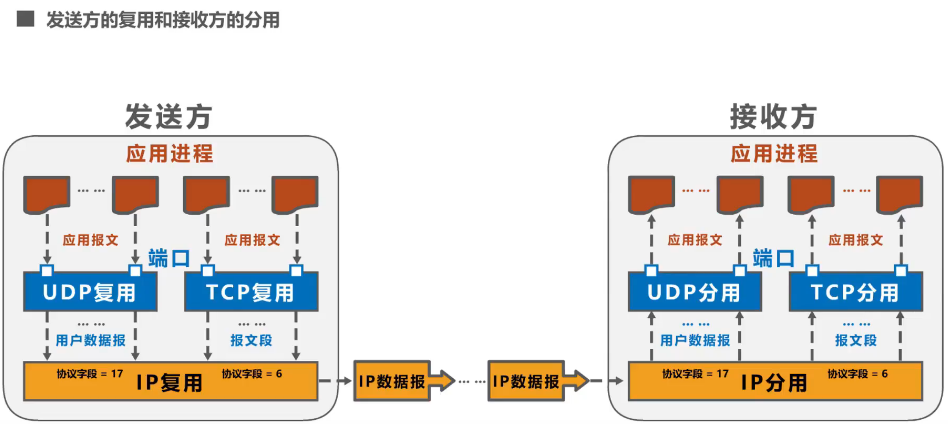 发送方的复用和接收方的分用
发送方
应用进程
… …
… …
应用报文
端口
应用报文
UDP复用
TCP复用
… …
用户数据报
… …
报文段
协议字段 = 17
IP复用
协议字段 = 6
IP数据报
… …
IP数据报
接收方
应用进程
… …
… …
应用报文
端口
应用报文
UDP分用
TCP分用
… …
用户数据报
… …
报文段
协议字段 = 17
IP分用
协议字段 = 6